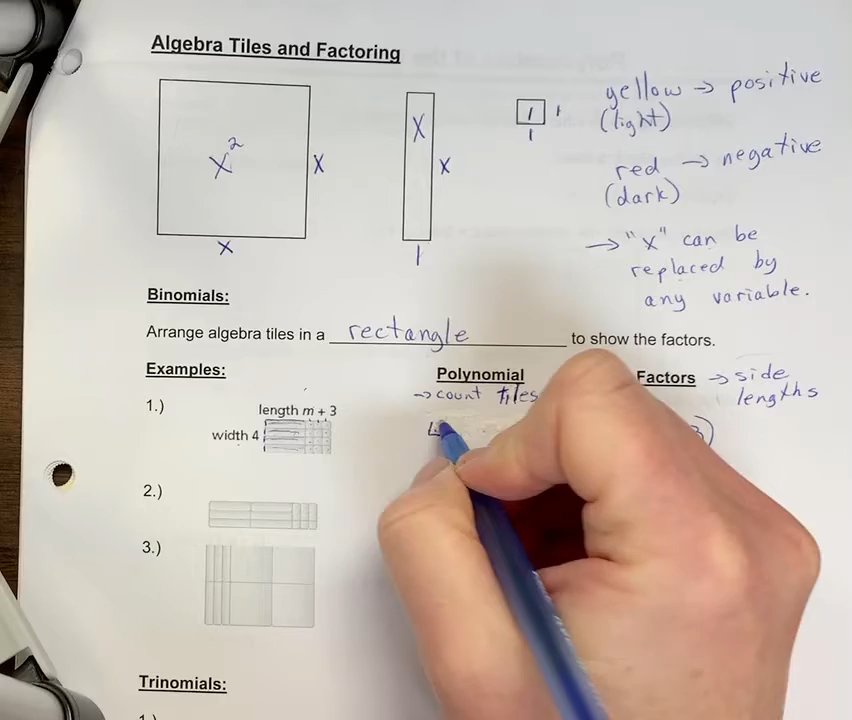 Algebra Tiles and Factoring
x²
x
x
x
x
1
1
1
1
yellow → positive
(light)
red → negative
(dark)
→ "x" can be
replaced by
any variable.
Binomials:
Arrange algebra tiles in a rectangle to show the factors.
Examples:
Polynomial
Factors → side
lengths
→ count tiles
1.)
length m + 3
width 4
2.)
3.)
Trinomials: